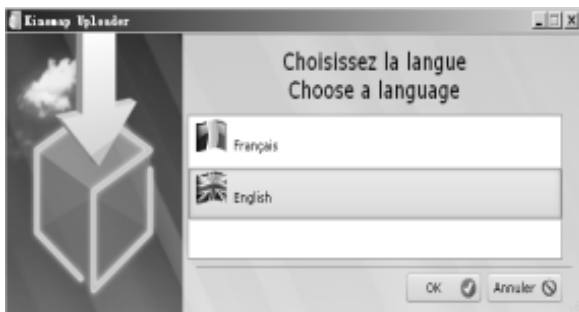 Kinomap Uploader
Choisissez la langue
Choose a language
Français
English
OK
Annuler